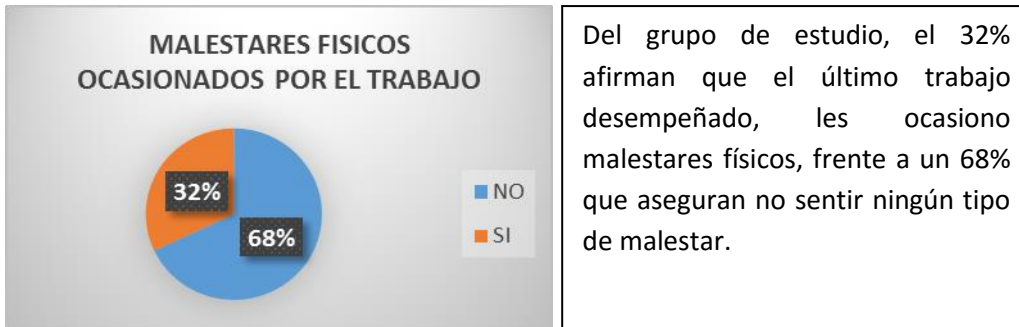 MALESTARES FISICOS
OCASIONADOS POR EL TRABAJO
32%
68%
NO
SI
Del grupo de estudio, el 32%
afirman que el último trabajo
desempeñado, les ocasiono
malestares físicos, frente a un 68%
que aseguran no sentir ningún tipo
de malestar.